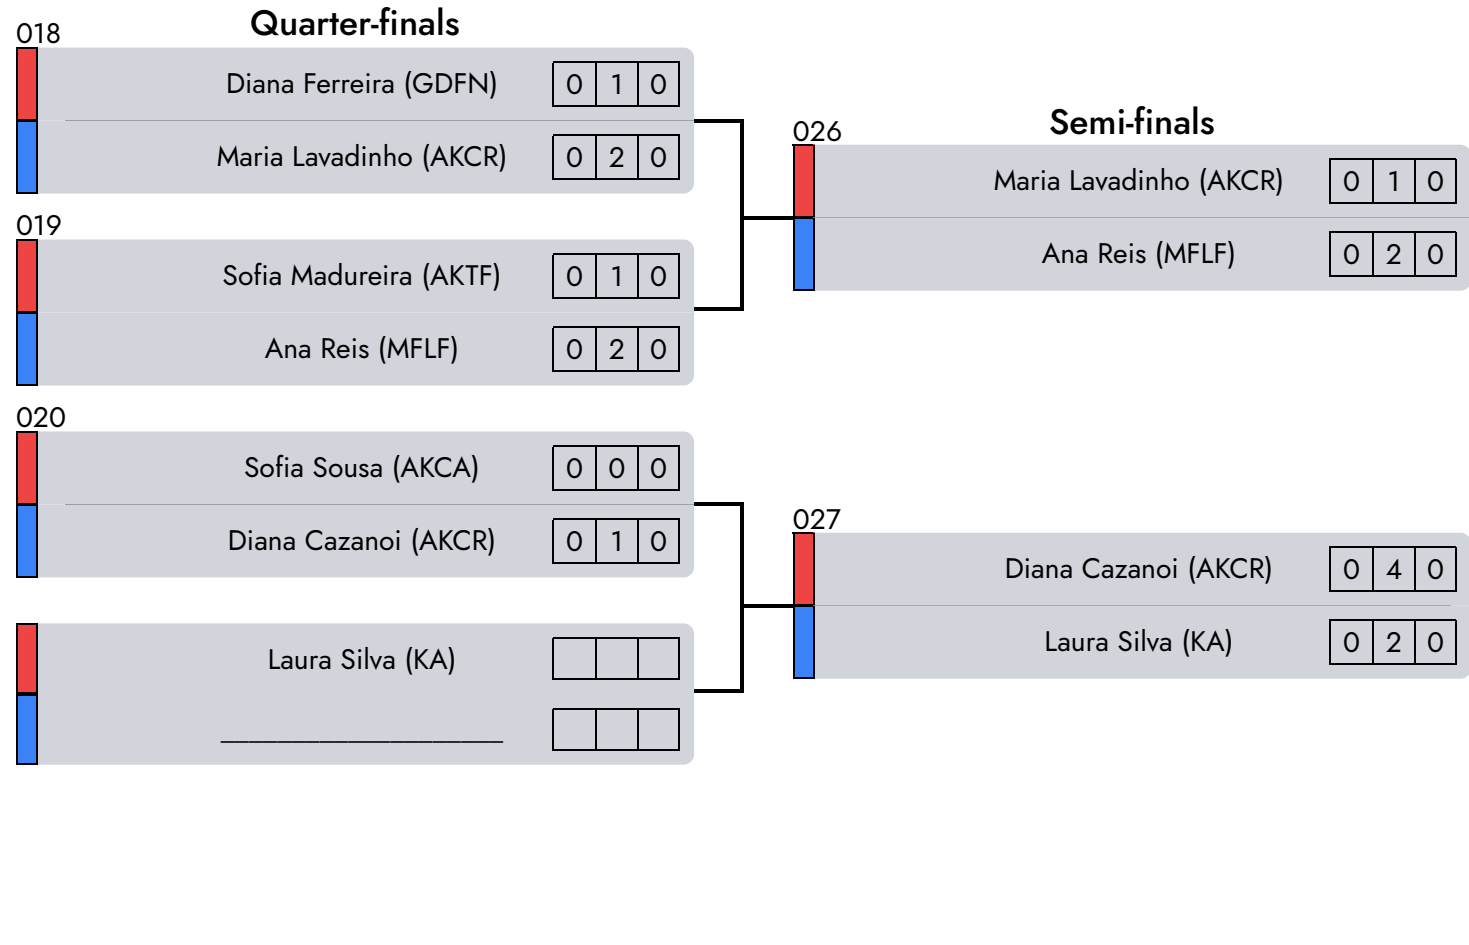 Quarter-finals
018
Diana Ferreira (GDFN) 0 1 0
Maria Lavadinho (AKCR) 0 2 0
019
Sofia Madureira (AKTF) 0 1 0
Ana Reis (MFLF) 0 2 0
020
Sofia Sousa (AKCA) 0 0 0
Diana Cazanoi (AKCR) 0 1 0
Laura Silva (KA)
____________________
Semi-finals
026
Maria Lavadinho (AKCR) 0 1 0
Ana Reis (MFLF) 0 2 0
027
Diana Cazanoi (AKCR) 0 4 0
Laura Silva (KA) 0 2 0